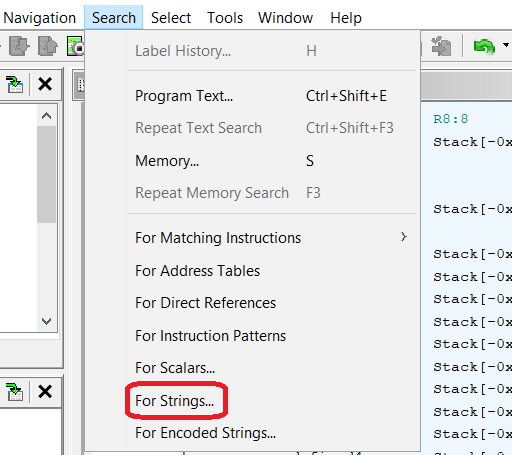 Navigation Search Select Tools Window Help
Label History... H
R8:8
Program Text... Ctrl+Shift+E
Stack[-0x
Repeat Text Search Ctrl+Shift+F3
Memory... S
Repeat Memory Search F3
Stack[-0x
For Matching Instructions
Stack[-0x
For Address Tables
Stack[-0x
For Direct References
Stack[-0x
Stack[-0x
For Instruction Patterns
Stack[-0x
For Scalars...
Stack[-0x
For Strings...
Stack[-0x
Stack[-0x
For Encoded Strings...
Stack[-0x